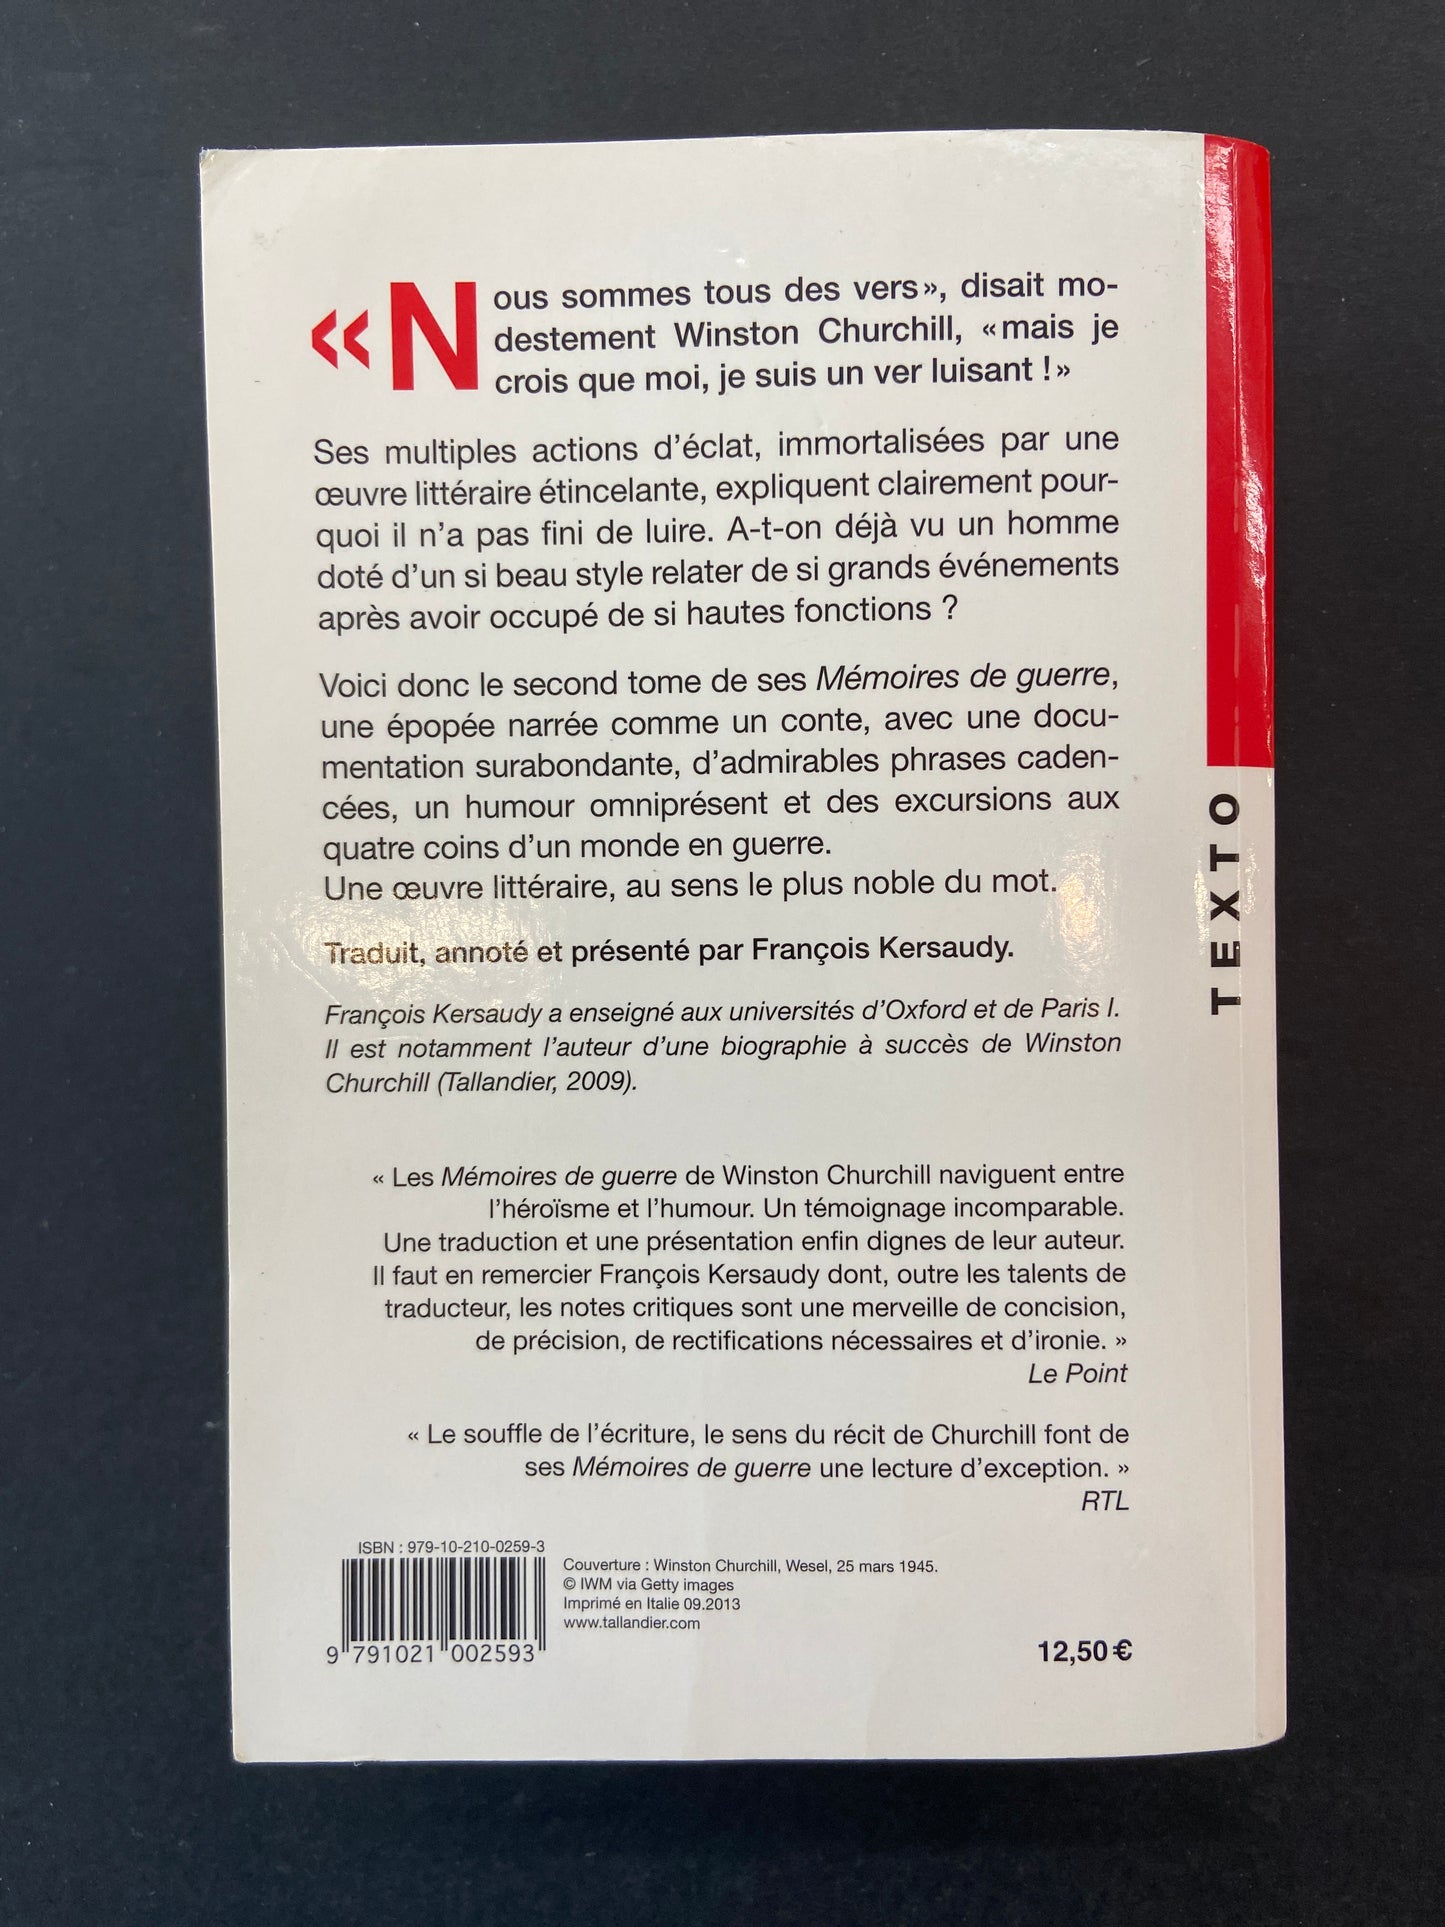 « Nous sommes tous des vers », disait mo-
destement Winston Churchill, « mais je
crois que moi, je suis un ver luisant ! »
Ses multiples actions d’éclat, immortalisées par une
œuvre littéraire étincelante, expliquent clairement pour-
quoi il n’a pas fini de luire. A-t-on déjà vu un homme
doté d’un si beau style relater de si grands événements
après avoir occupé de si hautes fonctions ?
Voici donc le second tome de ses Mémoires de guerre,
une épopée narrée comme un conte, avec une docu-
mentation surabondante, d’admirables phrases caden-
cées, un humour omniprésent et des excursions aux
quatre coins d’un monde en guerre.
Une œuvre littéraire, au sens le plus noble du mot.
Traduit, annoté et présenté par François Kersaudy.
François Kersaudy a enseigné aux universités d’Oxford et de Paris I.
Il est notamment l’auteur d’une biographie à succès de Winston
Churchill (Tallandier, 2009).
« Les Mémoires de guerre de Winston Churchill naviguent entre
l’héroïsme et l’humour. Un témoignage incomparable.
Une traduction et une présentation enfin dignes de leur auteur.
Il faut en remercier François Kersaudy dont, outre les talents de
traducteur, les notes critiques sont une merveille de concision,
de précision, de rectifications nécessaires et d’ironie. »
Le Point
« Le souffle de l’écriture, le sens du récit de Churchill font de
ses Mémoires de guerre une lecture d’exception. »
RTL
ISBN : 979-10-210-0259-3
9 791021 002593
Couverture : Winston Churchill, Wesel, 25 mars 1945.
© IWM via Getty images
Imprimé en Italie 09.2013
www.tallandier.com
12,50 €
TEXTO